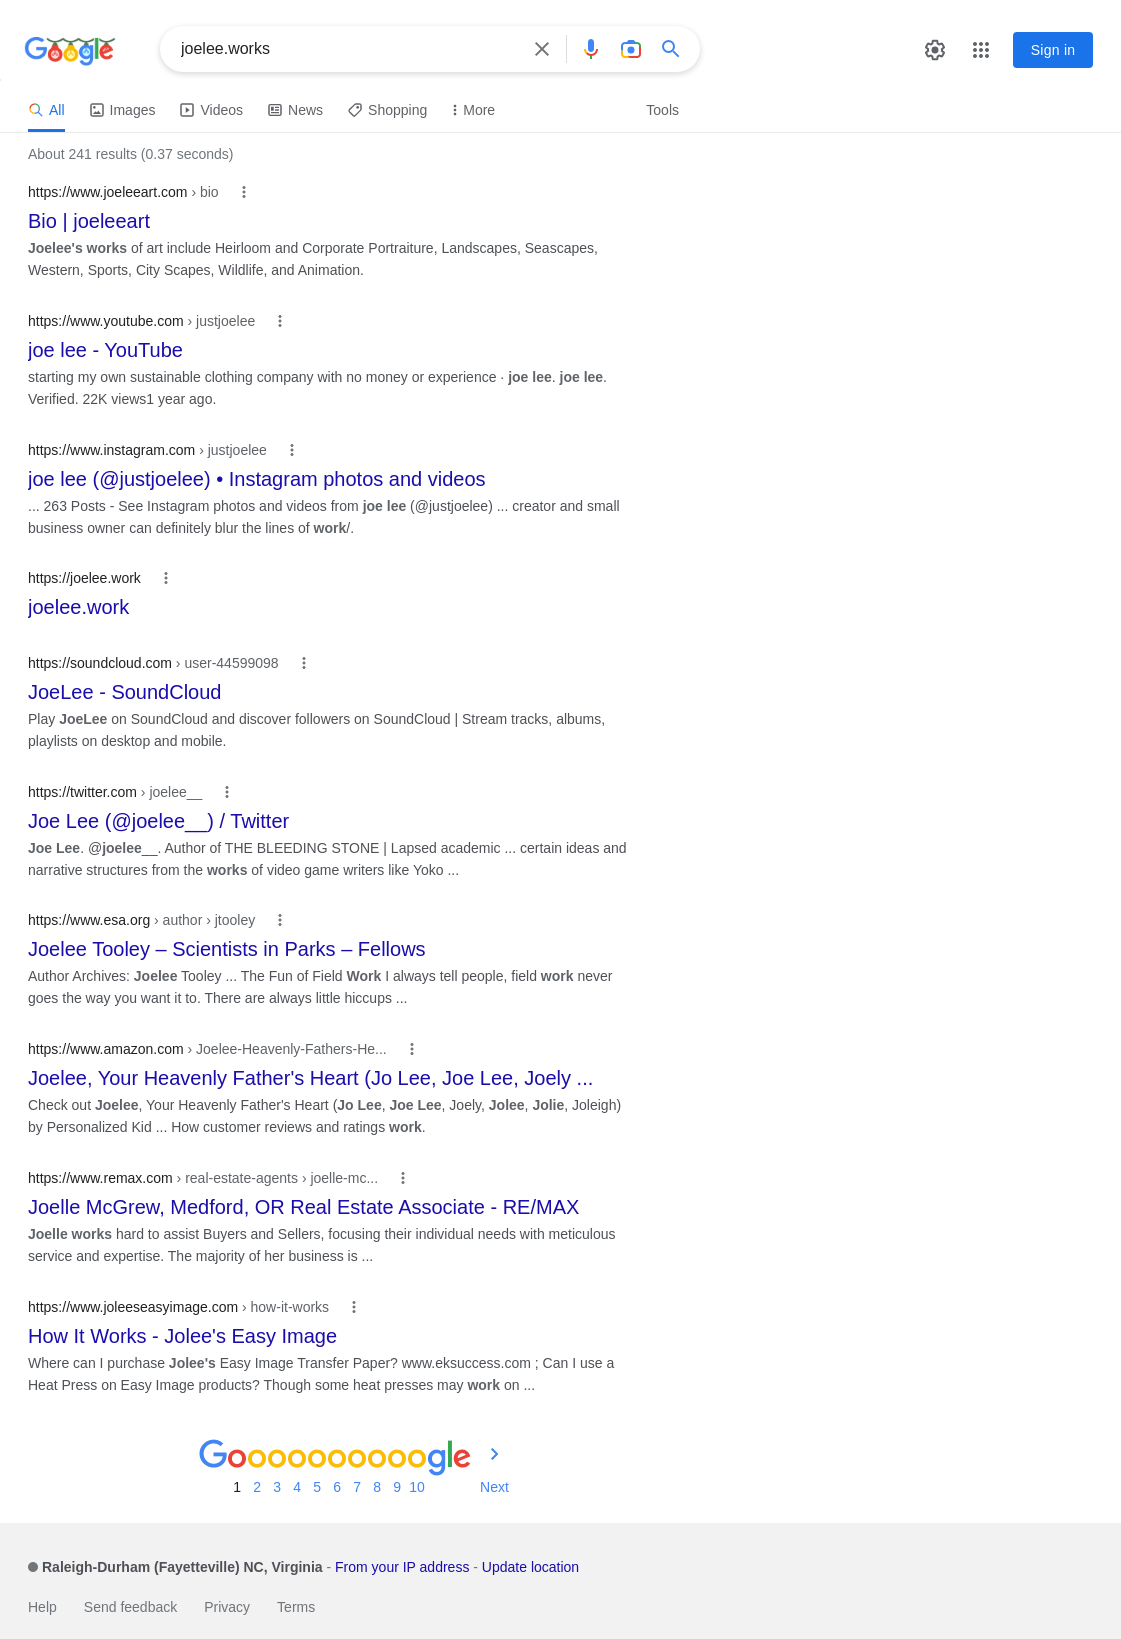 Google
joelee.works
Sign in
All Images Videos News Shopping More Tools
About 241 results (0.37 seconds)
https://www.joeleeart.com › bio
Bio | joeleeart
Joelee's works of art include Heirloom and Corporate Portraiture, Landscapes, Seascapes,
Western, Sports, City Scapes, Wildlife, and Animation.
https://www.youtube.com › justjoelee
joe lee - YouTube
starting my own sustainable clothing company with no money or experience · joe lee. joe lee.
Verified. 22K views1 year ago.
https://www.instagram.com › justjoelee
joe lee (@justjoelee) • Instagram photos and videos
... 263 Posts - See Instagram photos and videos from joe lee (@justjoelee) ... creator and small
business owner can definitely blur the lines of work/.
https://joelee.work
joelee.work
https://soundcloud.com › user-44599098
JoeLee - SoundCloud
Play JoeLee on SoundCloud and discover followers on SoundCloud | Stream tracks, albums,
playlists on desktop and mobile.
https://twitter.com › joelee__
Joe Lee (@joelee__) / Twitter
Joe Lee. @joelee__. Author of THE BLEEDING STONE | Lapsed academic ... certain ideas and
narrative structures from the works of video game writers like Yoko ...
https://www.esa.org › author › jtooley
Joelee Tooley – Scientists in Parks – Fellows
Author Archives: Joelee Tooley ... The Fun of Field Work I always tell people, field work never
goes the way you want it to. There are always little hiccups ...
https://www.amazon.com › Joelee-Heavenly-Fathers-He...
Joelee, Your Heavenly Father's Heart (Jo Lee, Joe Lee, Joely ...
Check out Joelee, Your Heavenly Father's Heart (Jo Lee, Joe Lee, Joely, Jolee, Jolie, Joleigh)
by Personalized Kid ... How customer reviews and ratings work.
https://www.remax.com › real-estate-agents › joelle-mc...
Joelle McGrew, Medford, OR Real Estate Associate - RE/MAX
Joelle works hard to assist Buyers and Sellers, focusing their individual needs with meticulous
service and expertise. The majority of her business is ...
https://www.joleeseasyimage.com › how-it-works
How It Works - Jolee's Easy Image
Where can I purchase Jolee's Easy Image Transfer Paper? www.eksuccess.com ; Can I use a
Heat Press on Easy Image products? Though some heat presses may work on ...
Goooooooooogle
1 2 3 4 5 6 7 8 9 10 Next
Raleigh-Durham (Fayetteville) NC, Virginia - From your IP address - Update location
Help Send feedback Privacy Terms